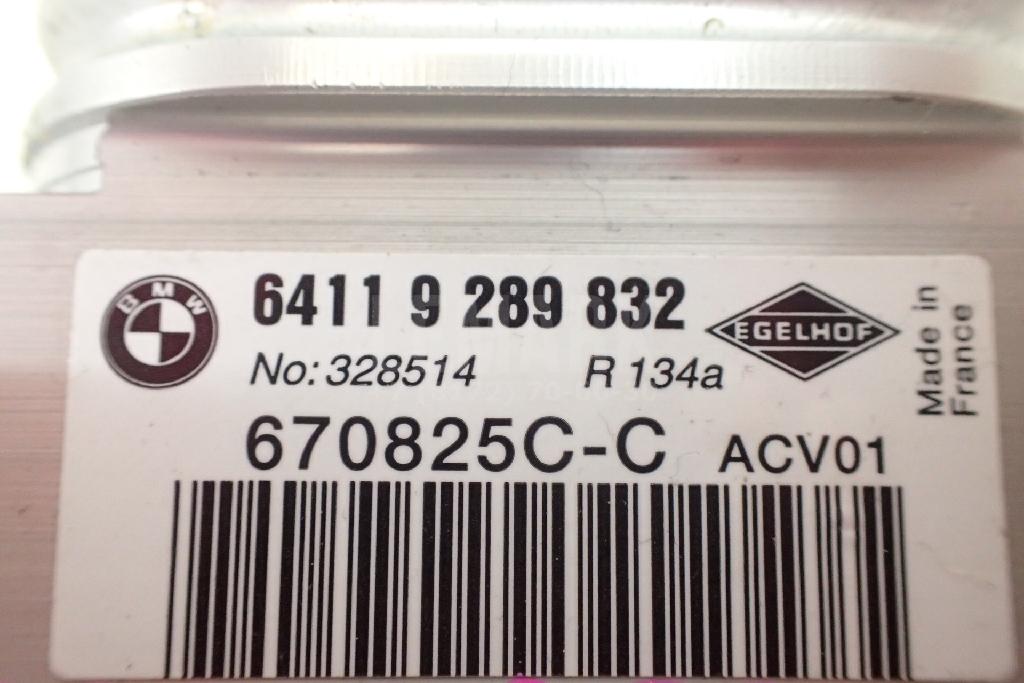 BMW
6411 9 289 832
EGELHOF
No: 328514 R 134a
670825C-C ACV01
Made in
France